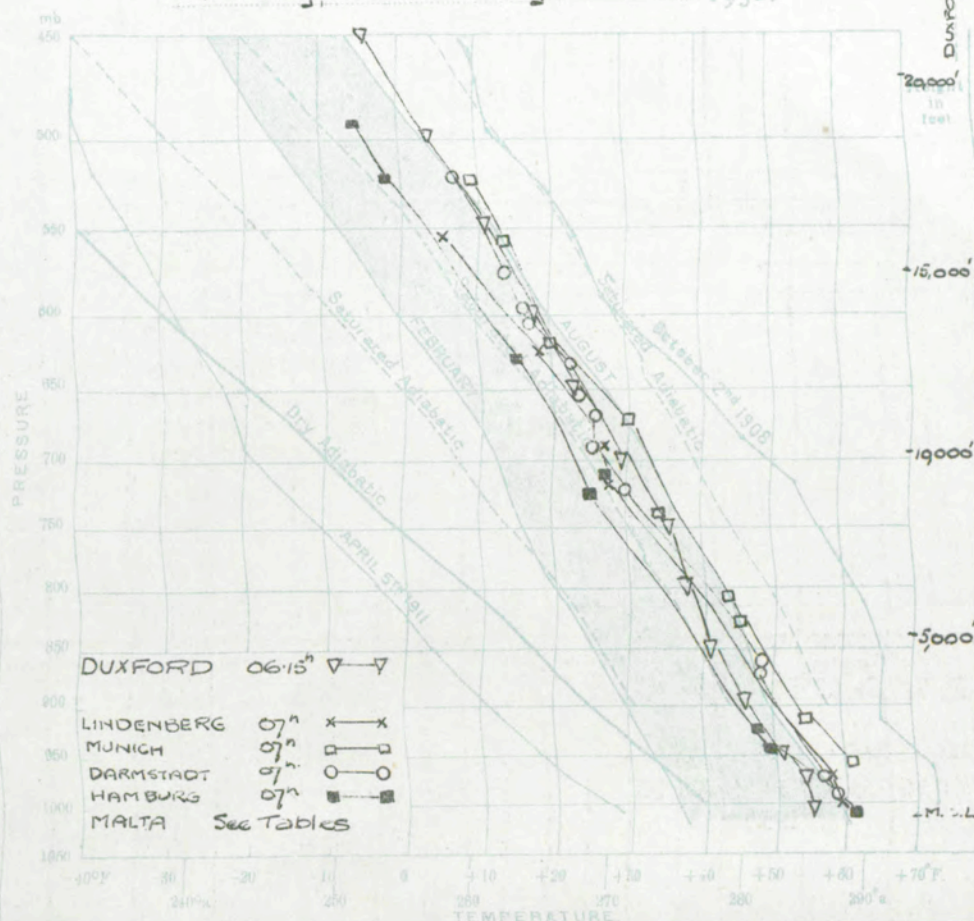 mb
450
DUXFO
-20,000'
Height
in
feet
500
550
-15,000'
600
October 2nd 1908
Saturated Adiabatic
AUGUST
FEBRUARY
Saturated Adiabatic
650
PRESSURE
Dry Adiabatic
700
-19,000'
750
APRIL 5TH 1911
800
850
-5,000'
DUXFORD 06·15ʰ
900
LINDENBERG 07ʰ
MUNICH 07ʰ
950
DARMSTADT 07ʰ
HAMBURG 07ʰ
1000
MALTA See Tables
1050
-40°F 30 -20 -10 0 +10 +20 +30 +40 +50 +60 +70°F.
250 260 270 280 290°a
TEMPERATURE